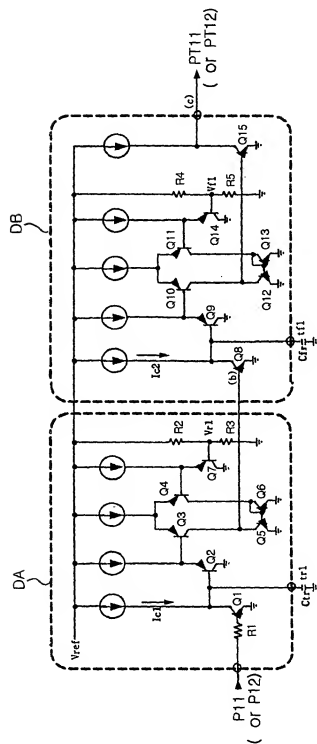 DA
DB
Vref
Ic1
R2
Vr1
R3
Q4
Q3
Q7
Q2
Q6
Q5
Q1
R1
P11
( or P12)
Ctr
tr1
Ic2
R4
Vf1
R5
Q11
Q10
Q14
Q9
Q13
Q12
Q8
(b)
Q15
(c)
PT11
( or PT12)
Cfr
tf1